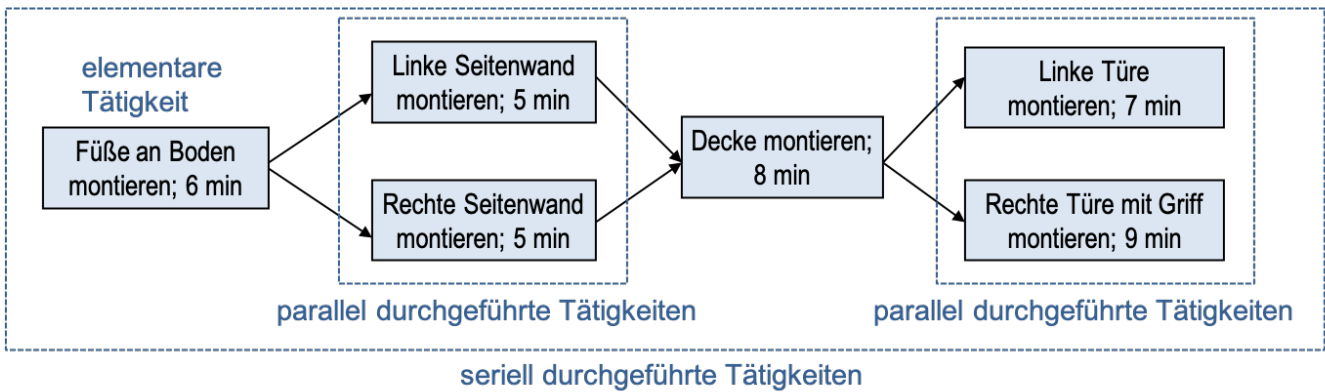 elementare
Tätigkeit
Füße an Boden
montieren; 6 min
Linke Seitenwand
montieren; 5 min
Rechte Seitenwand
montieren; 5 min
parallel durchgeführte Tätigkeiten
Decke montieren;
8 min
Linke Türe
montieren; 7 min
Rechte Türe mit Griff
montieren; 9 min
parallel durchgeführte Tätigkeiten
seriell durchgeführte Tätigkeiten